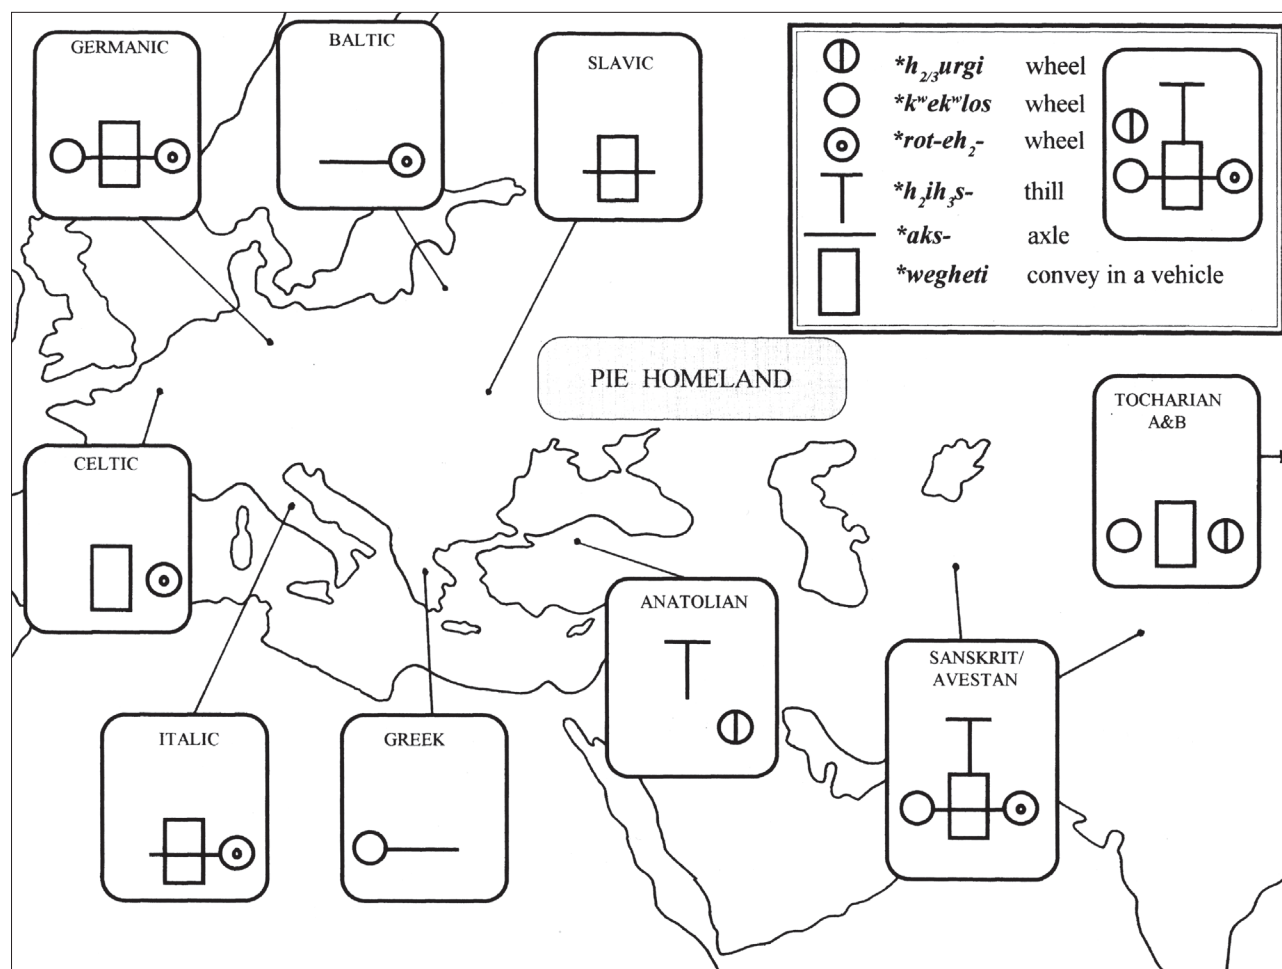 GERMANIC
BALTIC
SLAVIC
*h₂/₃urgi wheel
*kʷekʷlos wheel
*rot-eh₂- wheel
*h₂ih₃s- thill
*aks- axle
*wegheti convey in a vehicle
PIE HOMELAND
TOCHARIAN
A&B
CELTIC
ANATOLIAN
SANSKRIT/
AVESTAN
ITALIC
GREEK